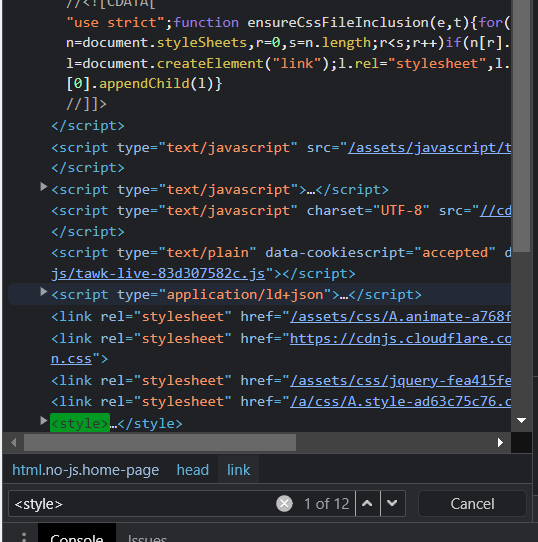 //<![CDATA[
"use strict";function ensureCssFileInclusion(e,t){for(
n=document.styleSheets,r=0,s=n.length;r<s;r++)if(n[r].
l=document.createElement("link");l.rel="stylesheet",l.
[0].appendChild(l)}
//]]>
</script>
<script type="text/javascript" src="/assets/javascript/t
</script>
<script type="text/javascript">…</script>
<script type="text/javascript" charset="UTF-8" src="//cd
</script>
<script type="text/plain" data-cookiescript="accepted" d
js/tawk-live-83d307582c.js"></script>
<script type="application/ld+json">…</script>
<link rel="stylesheet" href="/assets/css/A.animate-a768f
<link rel="stylesheet" href="https://cdnjs.cloudflare.co
n.css">
<link rel="stylesheet" href="/assets/css/jquery-fea415fe
<link rel="stylesheet" href="/a/css/A.style-ad63c75c76.c
<style>…</style>
html.no-js.home-page head link
<style> 1 of 12 Cancel
Console Issues